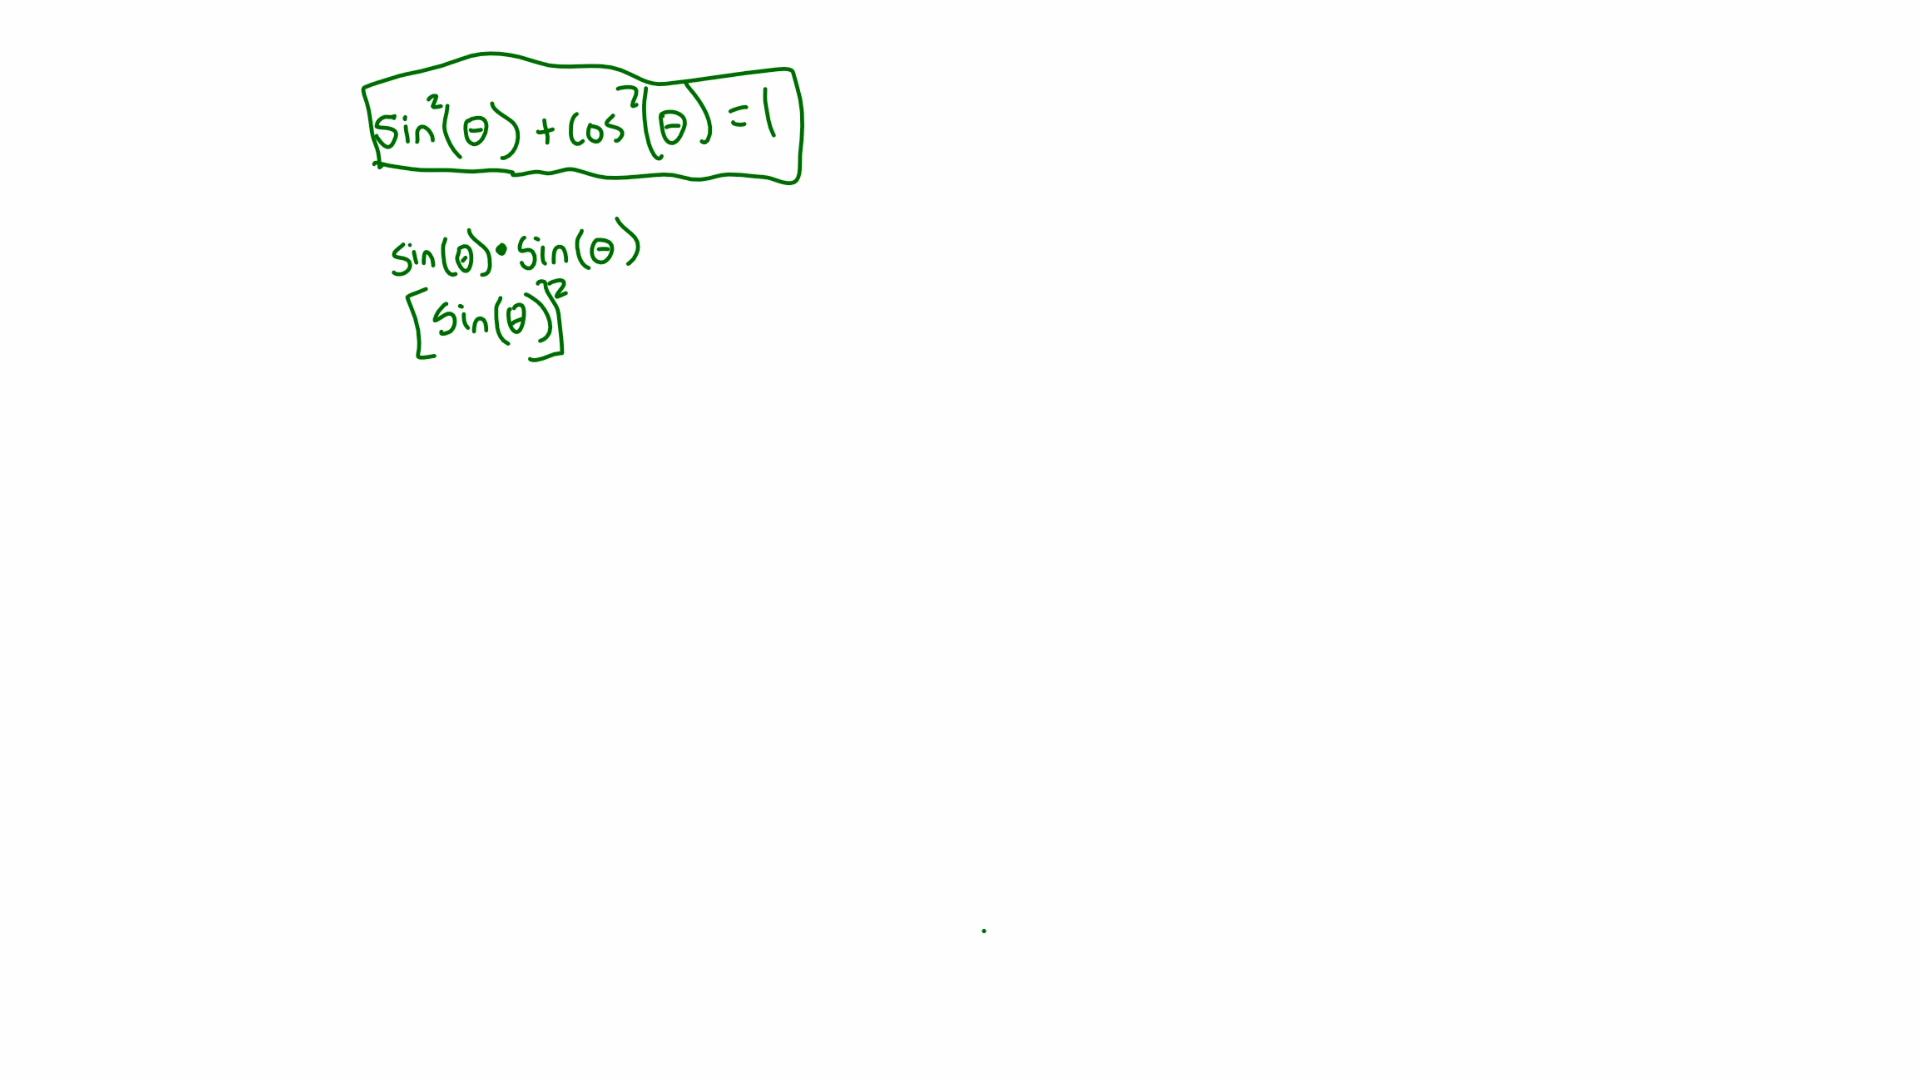 sin²(θ) + cos²(θ) = 1
sin(θ) • sin(θ)
[sin(θ)]²